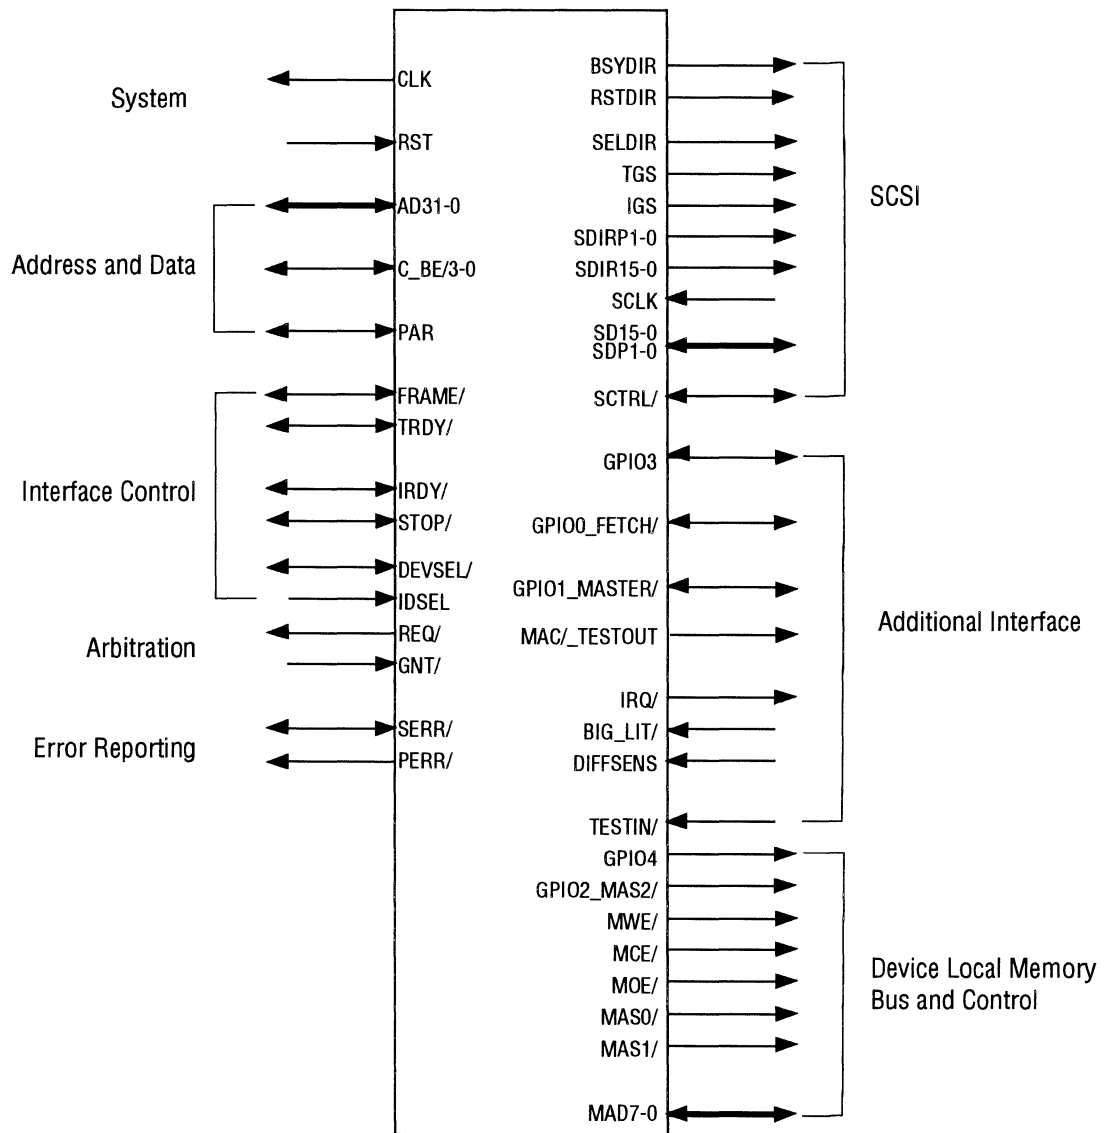 System
CLK
RST
Address and Data
AD31-0
C_BE/3-0
PAR
Interface Control
FRAME/
TRDY/
IRDY/
STOP/
DEVSEL/
IDSEL
Arbitration
REQ/
GNT/
Error Reporting
SERR/
PERR/
BSYDIR
RSTDIR
SELDIR
TGS
IGS
SDIRP1-0
SDIR15-0
SCLK
SD15-0
SDP1-0
SCTRL/
SCSI
GPIO3
GPIO0_FETCH/
GPIO1_MASTER/
MAC/_TESTOUT
IRQ/
BIG_LIT/
DIFFSENS
TESTIN/
Additional Interface
GPIO4
GPIO2_MAS2/
MWE/
MCE/
MOE/
MAS0/
MAS1/
MAD7-0
Device Local Memory
Bus and Control